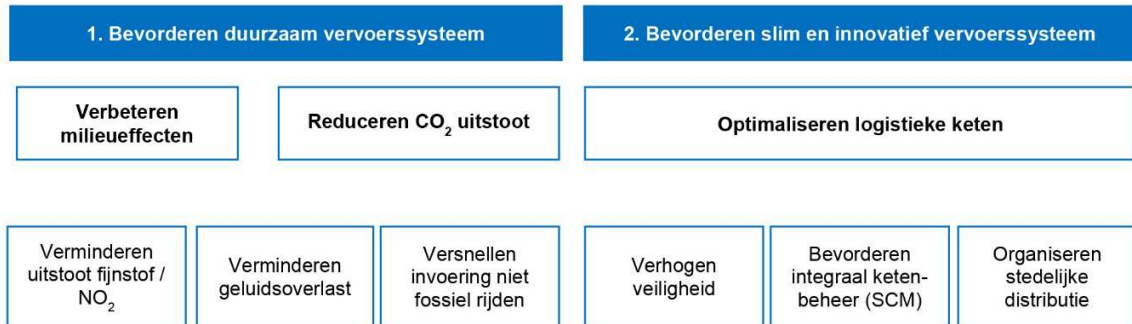 1. Bevorderen duurzaam vervoerssysteem
2. Bevorderen slim en innovatief vervoerssysteem
Verbeteren
milieueffecten
Reduceren CO₂ uitstoot
Optimaliseren logistieke keten
Verminderen
uitstoot fijnstof /
NO₂
Verminderen
geluidsoverlast
Versnellen
invoering niet
fossiel rijden
Verhogen
veiligheid
Bevorderen
integraal keten-
beheer (SCM)
Organiseren
stedelijke
distributie